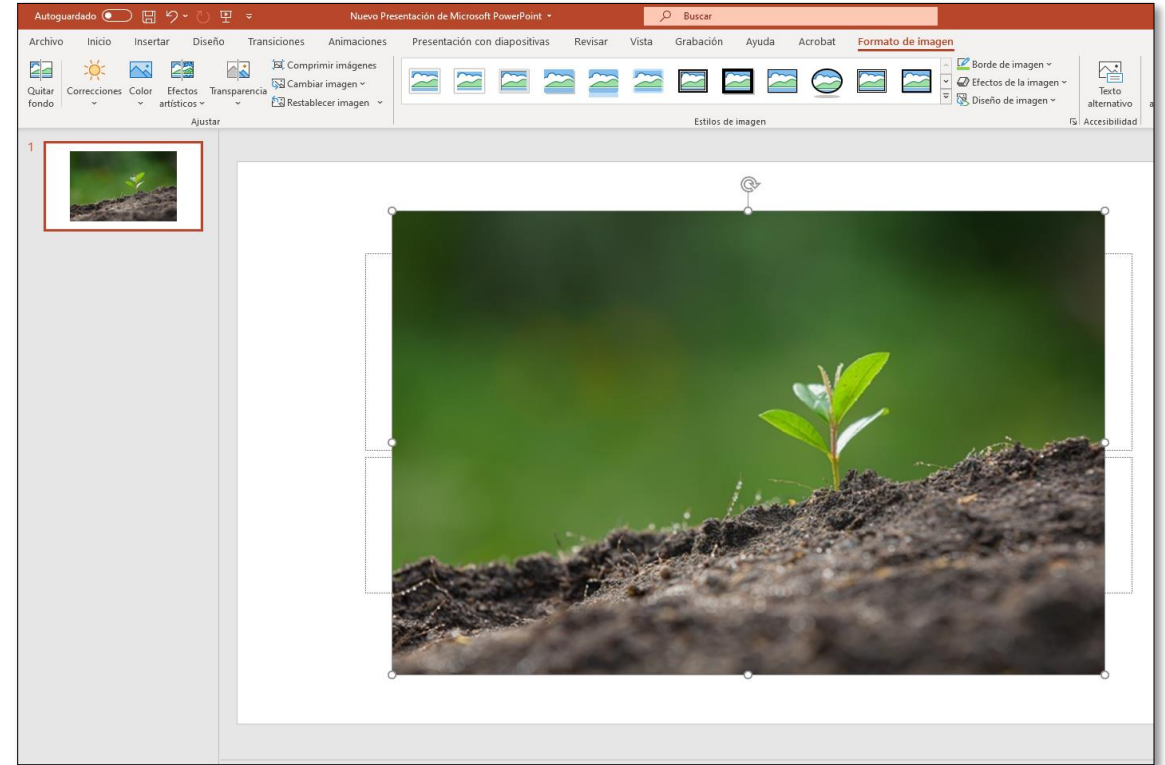 Autoguardado
Nuevo Presentación de Microsoft PowerPoint
Buscar
Archivo Inicio Insertar Diseño Transiciones Animaciones Presentación con diapositivas Revisar Vista Grabación Ayuda Acrobat Formato de imagen
Quitar fondo
Correcciones
Color
Efectos artísticos
Transparencia
Comprimir imágenes
Cambiar imagen
Restablecer imagen
Ajustar
Estilos de imagen
Borde de imagen
Efectos de la imagen
Diseño de imagen
Texto alternativo
Accesibilidad
1